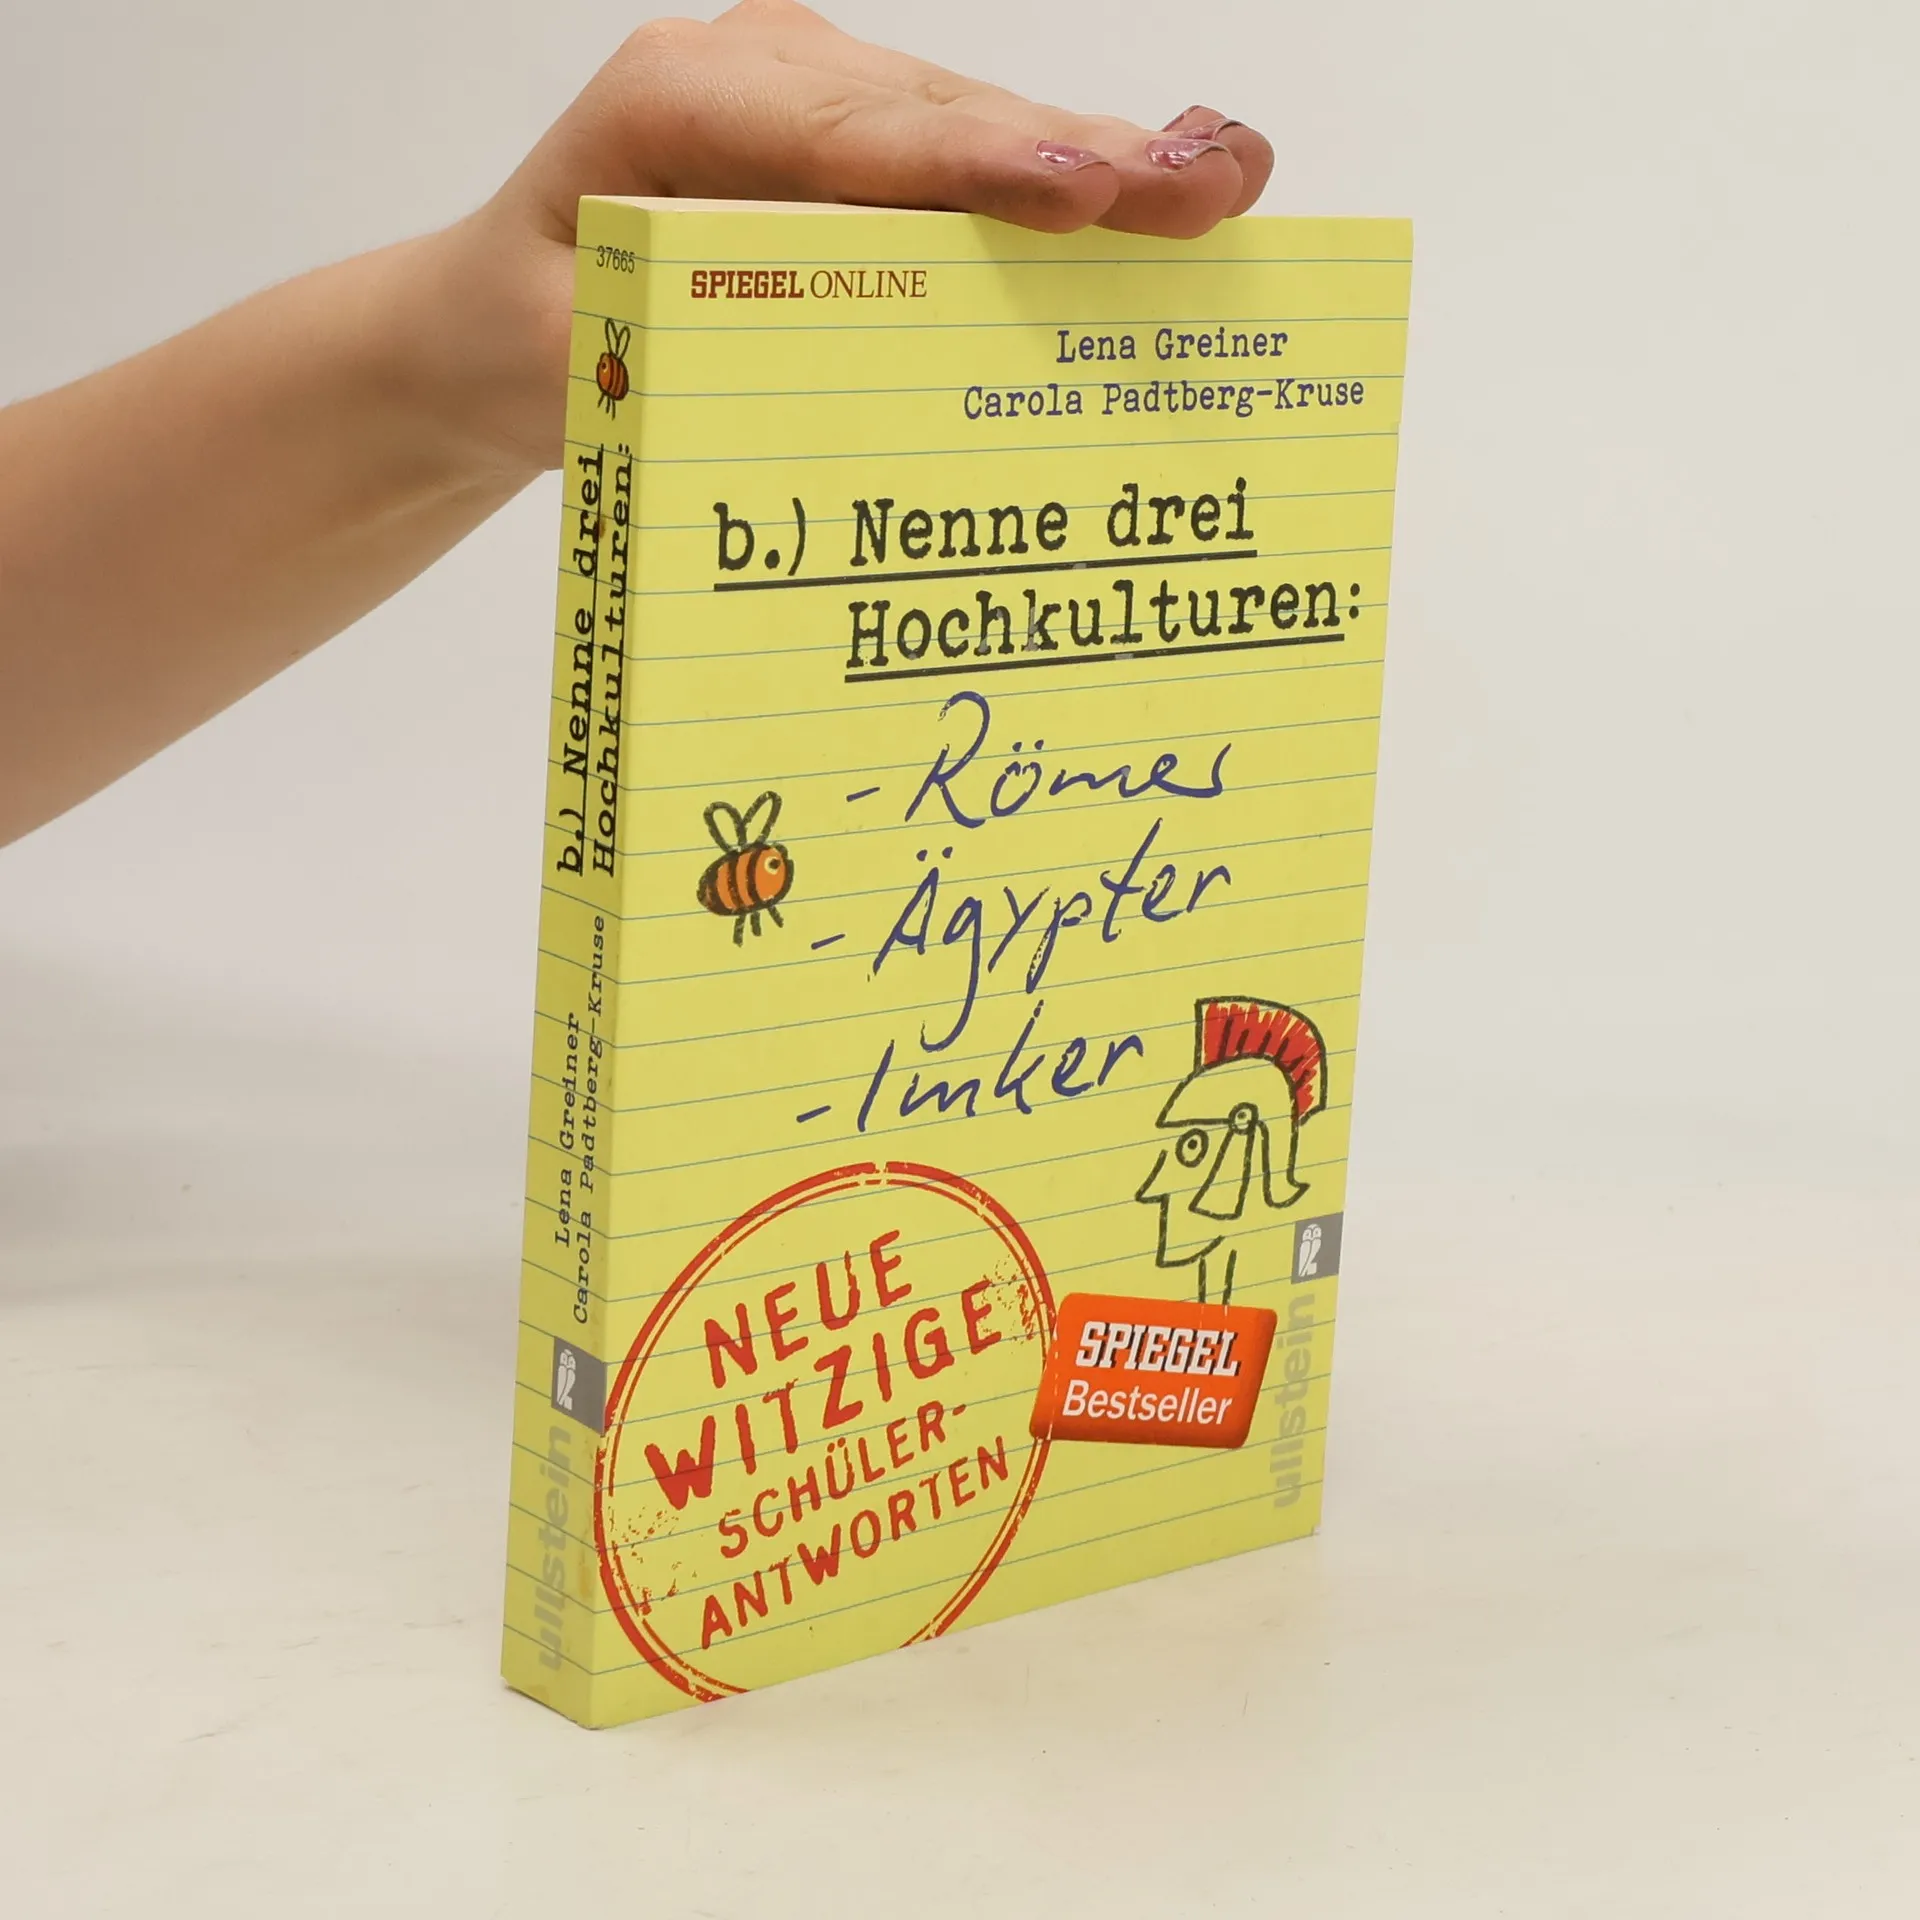 37665
b.) Nenne drei
Hochkulturen:
Lena Greiner
Carola Padtberg-Kruse
ullstein
SPIEGEL ONLINE
Lena Greiner
Carola Padtberg-Kruse
b.) Nenne drei
Hochkulturen:
- Römer
- Ägypter
- Imker
NEUE
WITZIGE
SCHÜLER-
ANTWORTEN
SPIEGEL
Bestseller
ullstein